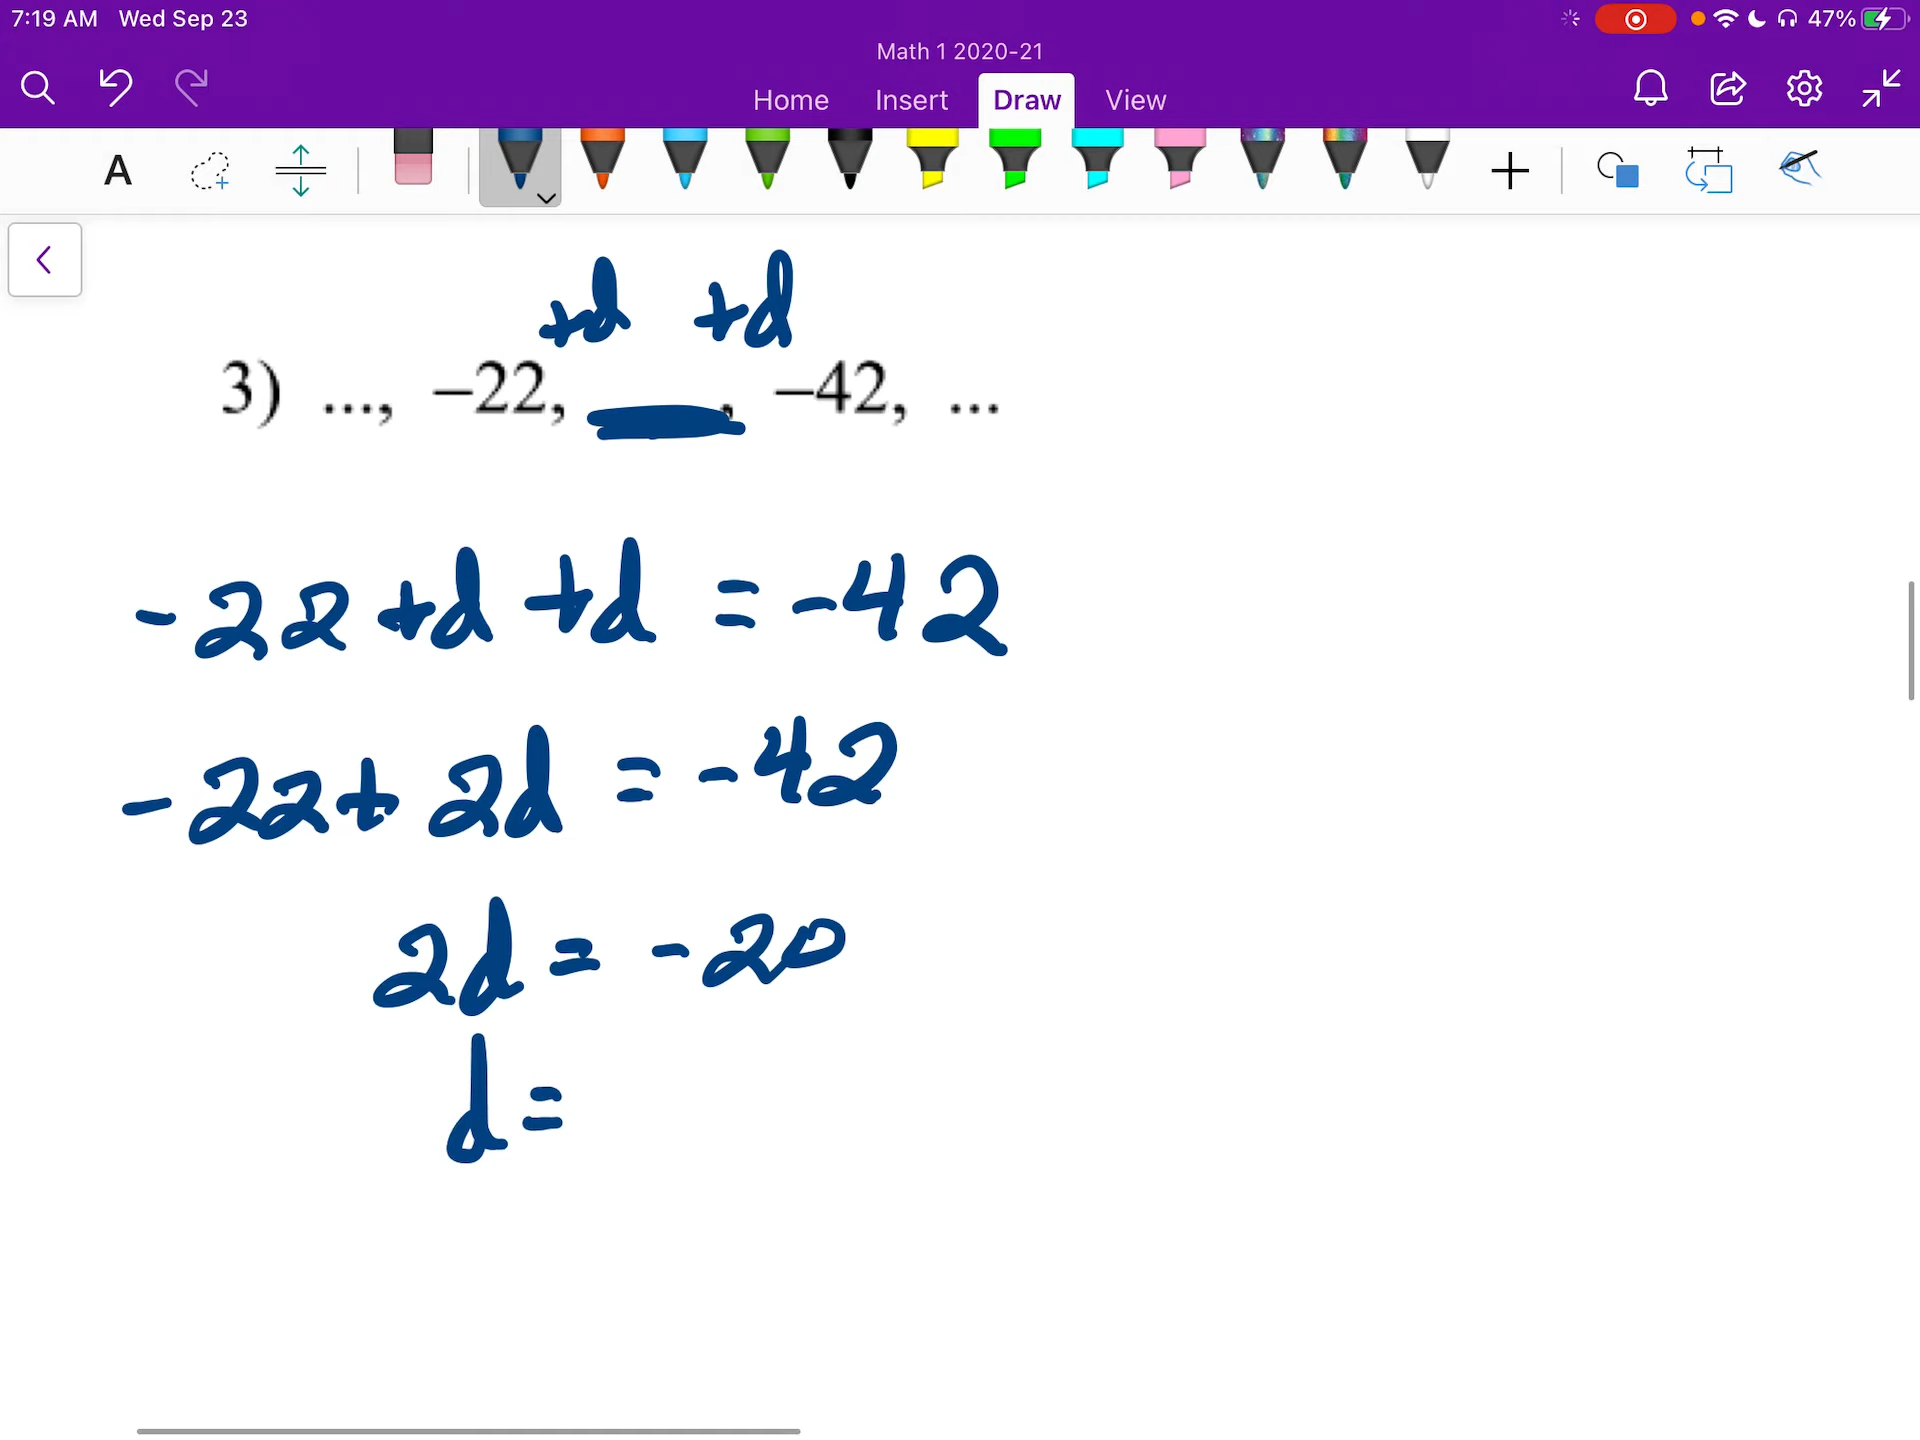 7:19 AM Wed Sep 23
47%
Math 1 2020-21
Home Insert Draw View
A
+d +d
3) ..., –22, ____, –42, ...
-22 +d +d = -42
-22 + 2d = -42
2d = -20
d =